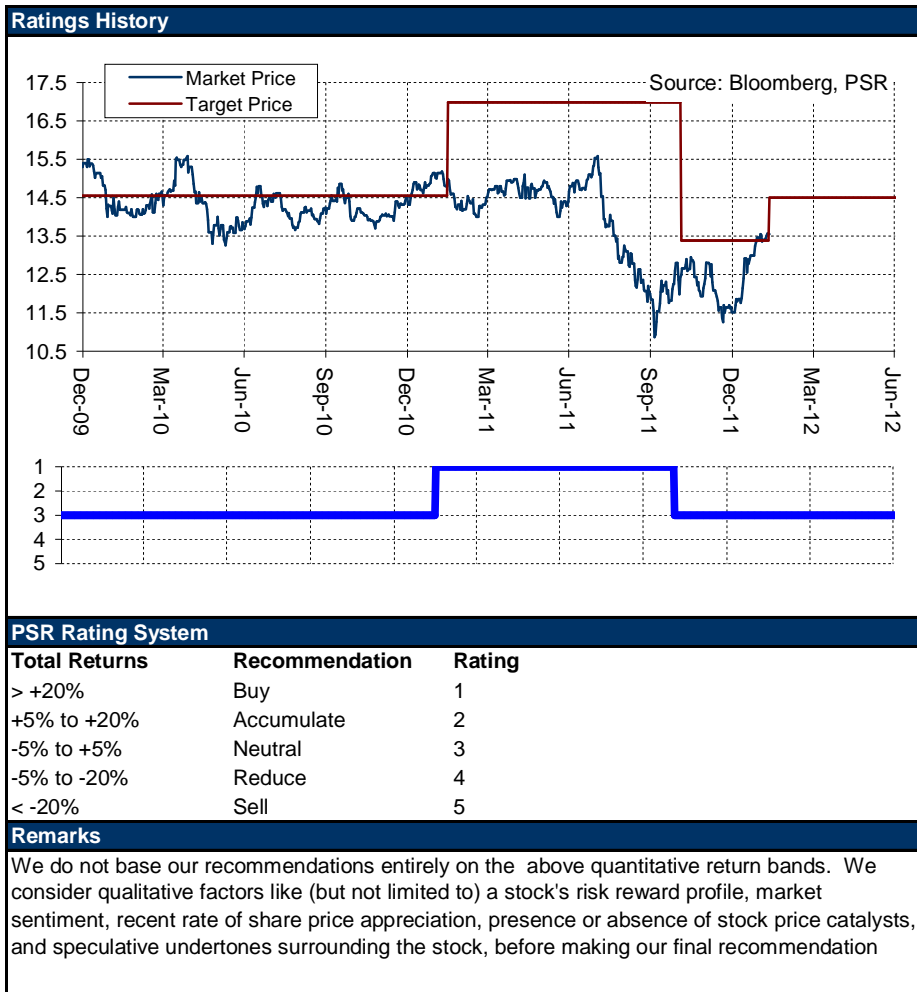 Ratings History
Market Price
Target Price
Source: Bloomberg, PSR
17.5
16.5
15.5
14.5
13.5
12.5
11.5
10.5
Dec-09
Mar-10
Jun-10
Sep-10
Dec-10
Mar-11
Jun-11
Sep-11
Dec-11
Mar-12
Jun-12
1
2
3
4
5
PSR Rating System
Total Returns Recommendation Rating
> +20% Buy 1
+5% to +20% Accumulate 2
-5% to +5% Neutral 3
-5% to -20% Reduce 4
< -20% Sell 5
Remarks
We do not base our recommendations entirely on the above quantitative return bands. We
consider qualitative factors like (but not limited to) a stock's risk reward profile, market
sentiment, recent rate of share price appreciation, presence or absence of stock price catalysts,
and speculative undertones surrounding the stock, before making our final recommendation